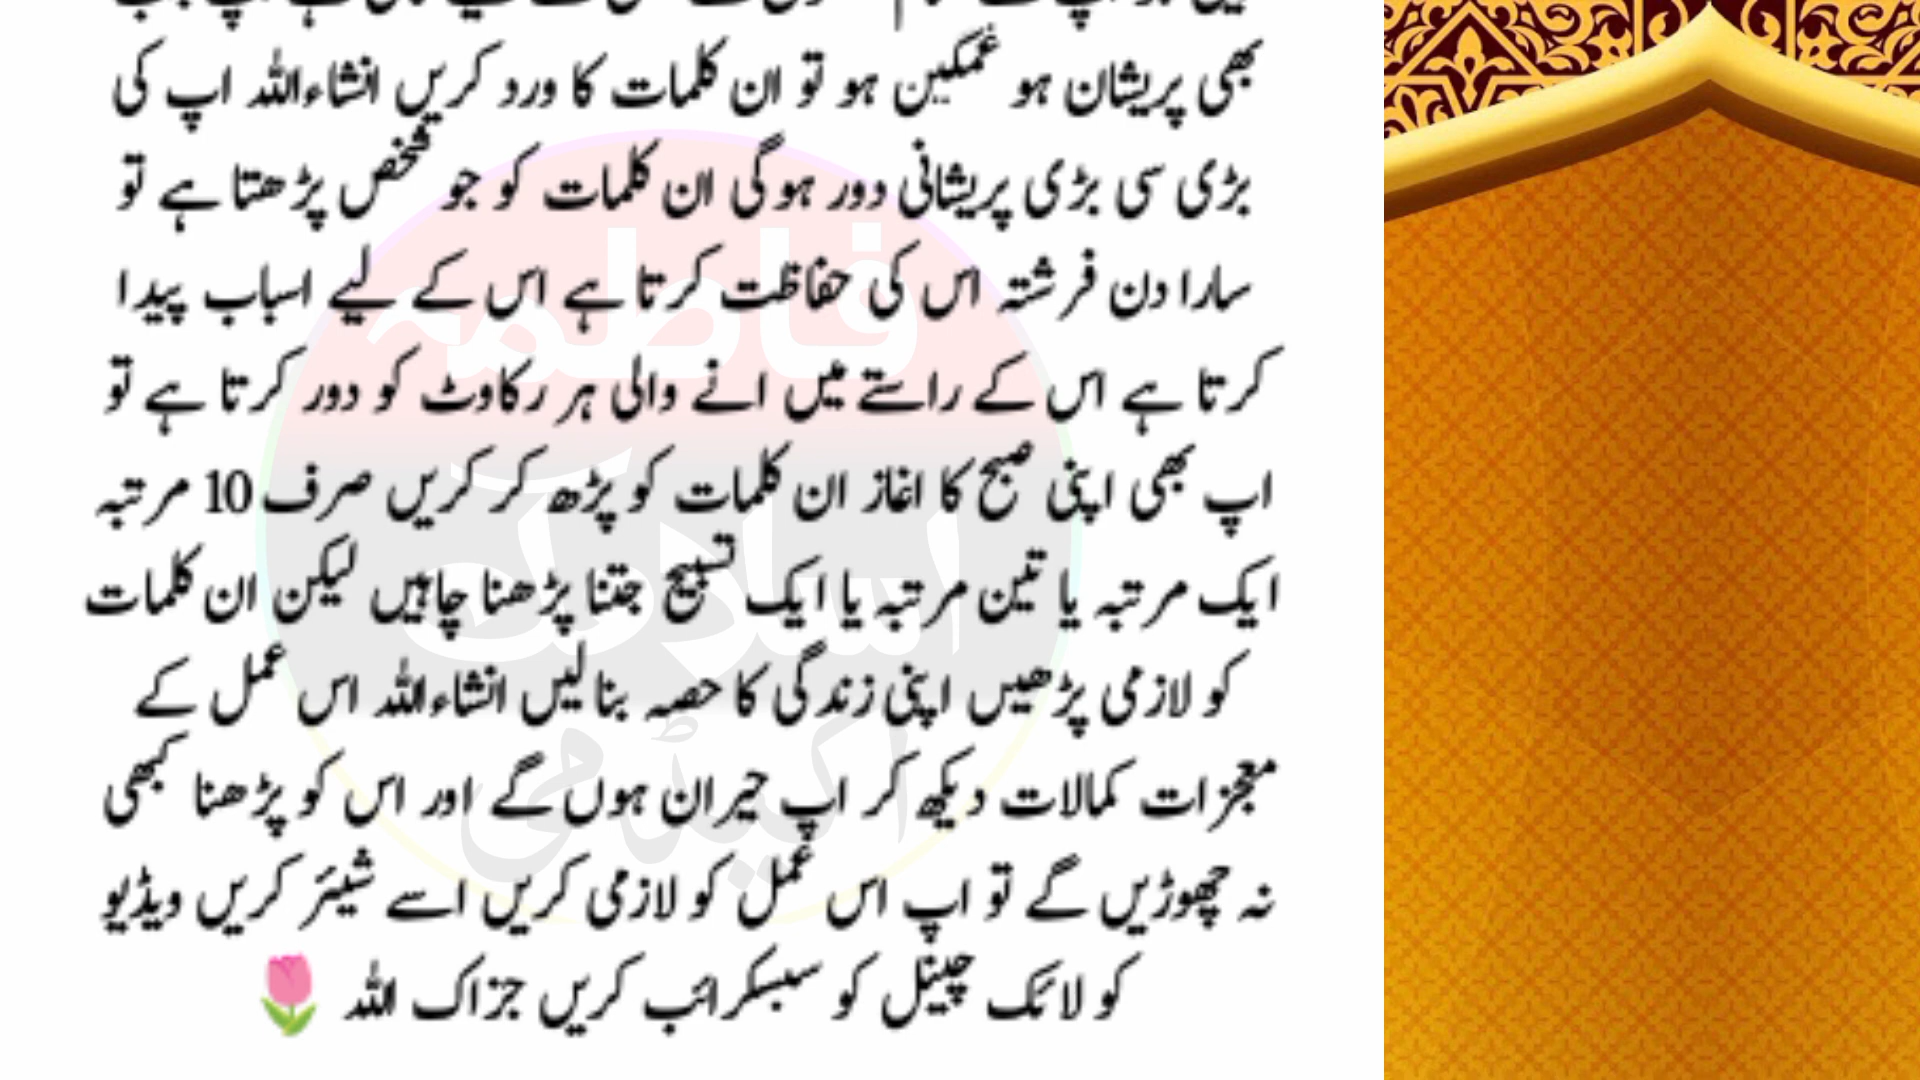 بھی پریشان ہو غمگین ہو تو ان کلمات کا ورد کریں انشاءاللہ اپ کی
بڑی سی بڑی پریشانی دور ہوگی ان کلمات کو جو شخص پڑھتا ہے تو
سارا دن فرشتہ اس کی حفاظت کرتا ہے اس کے لیے اسباب پیدا
کرتا ہے اس کے راستے میں انے والی ہر رکاوٹ کو دور کرتا ہے تو
اپ بھی اپنی صبح کا اغاز ان کلمات کو پڑھ کر کریں صرف 10 مرتبہ
ایک مرتبہ یا تین مرتبہ یا ایک تسبیح جتنا پڑھنا چاہیں لیکن ان کلمات
کو لازمی پڑھیں اپنی زندگی کا حصہ بنا لیں انشاءاللہ اس عمل کے
معجزات کمالات دیکھ کر اپ حیران ہوں گے اور اس کو پڑھنا کبھی
نہ چھوڑیں گے تو اپ اس عمل کو لازمی کریں اسے شیئر کریں ویڈیو
کو لائک چینل کو سبسکرائب کریں جزاک اللہ 🌷
فاطمہ
اسلامک
اکیڈمی